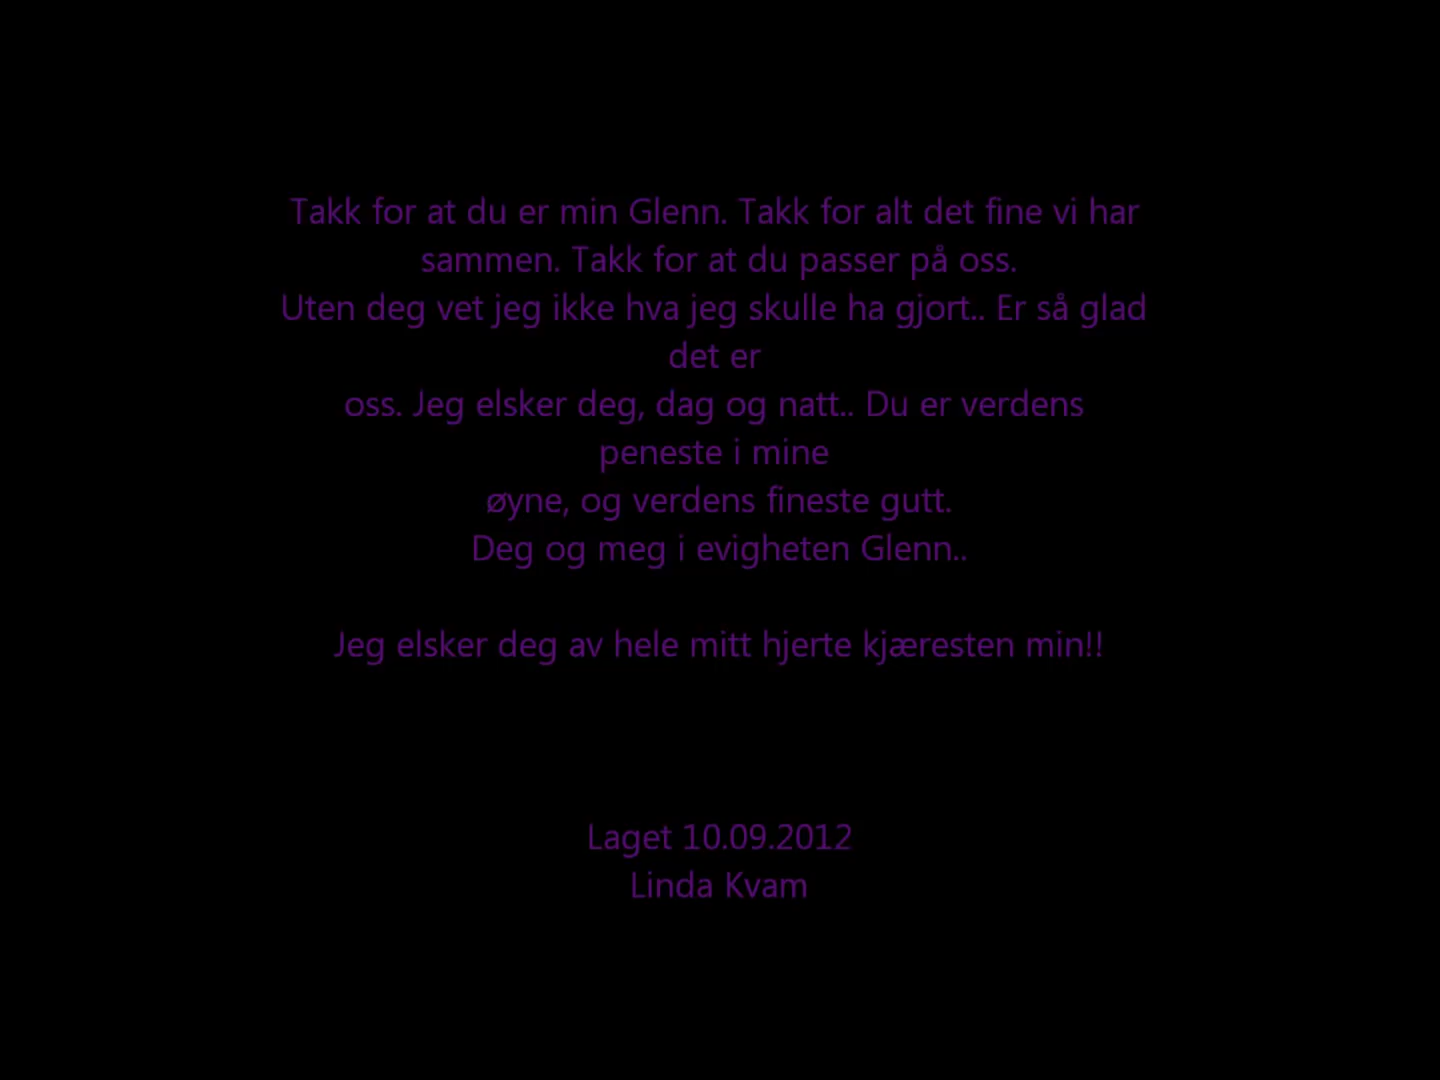 Takk for at du er min Glenn. Takk for alt det fine vi har
sammen. Takk for at du passer på oss.
Uten deg vet jeg ikke hva jeg skulle ha gjort.. Er så glad
det er
oss. Jeg elsker deg, dag og natt.. Du er verdens
peneste i mine
øyne, og verdens fineste gutt.
Deg og meg i evigheten Glenn..
Jeg elsker deg av hele mitt hjerte kjæresten min!!
Laget 10.09.2012
Linda Kvam